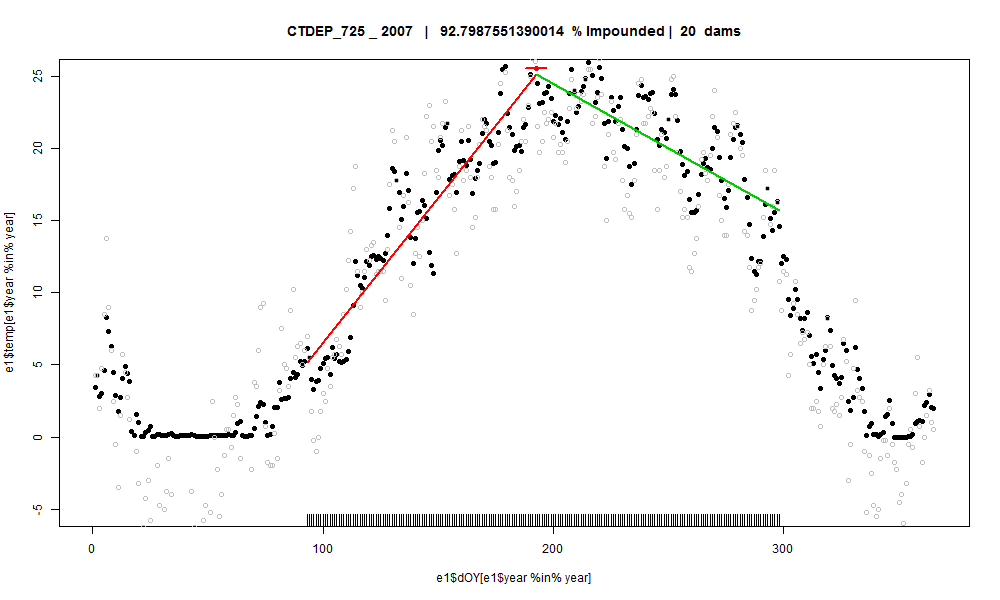 CTDEP_725 _ 2007 | 92.7987551390014 % Impounded | 20 dams
25
20
15
10
5
0
-5
e1$temp[e1$year %in% year]
0 100 200 300
e1$dOY[e1$year %in% year]